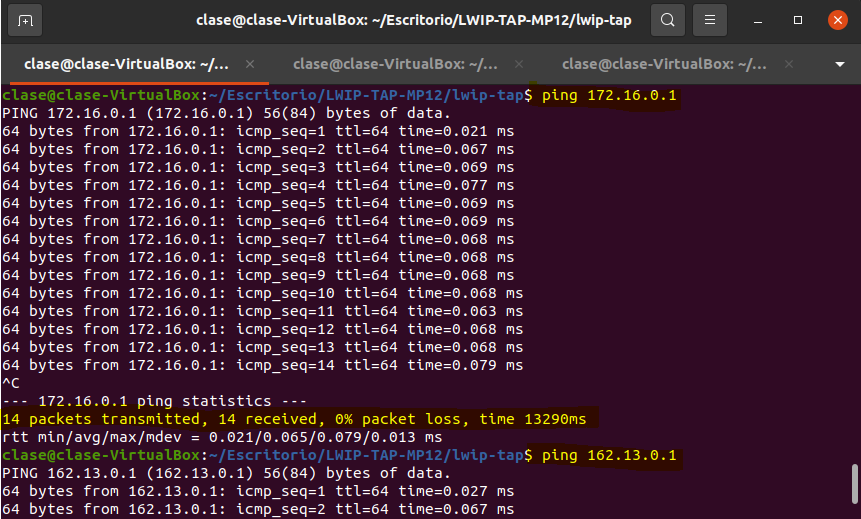 clase@clase-VirtualBox: ~/Escritorio/LWIP-TAP-MP12/lwip-tap
clase@clase-VirtualBox: ~/... × clase@clase-VirtualBox: ~/... × clase@clase-VirtualBox: ~/... ×
clase@clase-VirtualBox:~/Escritorio/LWIP-TAP-MP12/lwip-tap$ ping 172.16.0.1
PING 172.16.0.1 (172.16.0.1) 56(84) bytes of data.
64 bytes from 172.16.0.1: icmp_seq=1 ttl=64 time=0.021 ms
64 bytes from 172.16.0.1: icmp_seq=2 ttl=64 time=0.067 ms
64 bytes from 172.16.0.1: icmp_seq=3 ttl=64 time=0.069 ms
64 bytes from 172.16.0.1: icmp_seq=4 ttl=64 time=0.077 ms
64 bytes from 172.16.0.1: icmp_seq=5 ttl=64 time=0.069 ms
64 bytes from 172.16.0.1: icmp_seq=6 ttl=64 time=0.069 ms
64 bytes from 172.16.0.1: icmp_seq=7 ttl=64 time=0.068 ms
64 bytes from 172.16.0.1: icmp_seq=8 ttl=64 time=0.068 ms
64 bytes from 172.16.0.1: icmp_seq=9 ttl=64 time=0.068 ms
64 bytes from 172.16.0.1: icmp_seq=10 ttl=64 time=0.068 ms
64 bytes from 172.16.0.1: icmp_seq=11 ttl=64 time=0.063 ms
64 bytes from 172.16.0.1: icmp_seq=12 ttl=64 time=0.068 ms
64 bytes from 172.16.0.1: icmp_seq=13 ttl=64 time=0.068 ms
64 bytes from 172.16.0.1: icmp_seq=14 ttl=64 time=0.079 ms
^C
--- 172.16.0.1 ping statistics ---
14 packets transmitted, 14 received, 0% packet loss, time 13290ms
rtt min/avg/max/mdev = 0.021/0.065/0.079/0.013 ms
clase@clase-VirtualBox:~/Escritorio/LWIP-TAP-MP12/lwip-tap$ ping 162.13.0.1
PING 162.13.0.1 (162.13.0.1) 56(84) bytes of data.
64 bytes from 162.13.0.1: icmp_seq=1 ttl=64 time=0.027 ms
64 bytes from 162.13.0.1: icmp_seq=2 ttl=64 time=0.067 ms